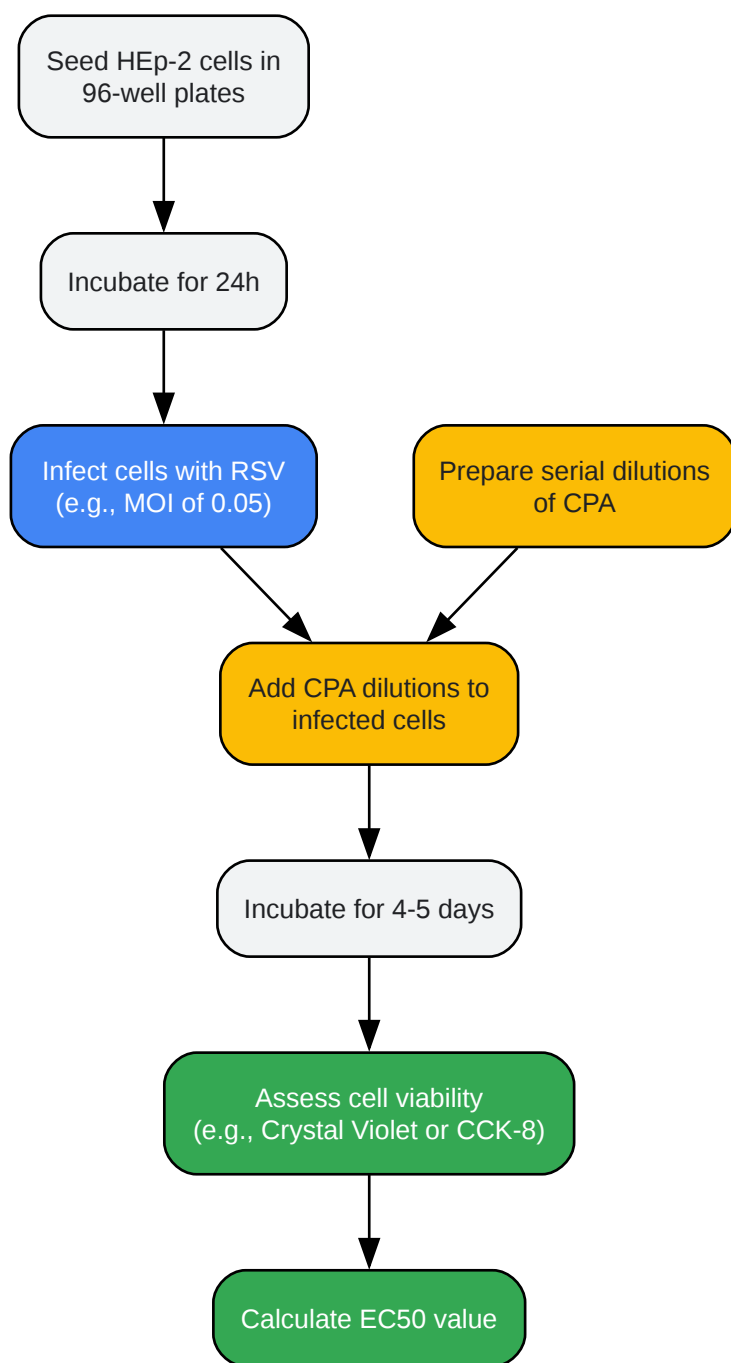 Seed HEp-2 cells in
96-well plates
Incubate for 24h
Infect cells with RSV
(e.g., MOI of 0.05)
Prepare serial dilutions
of CPA
Add CPA dilutions to
infected cells
Incubate for 4-5 days
Assess cell viability
(e.g., Crystal Violet or CCK-8)
Calculate EC50 value